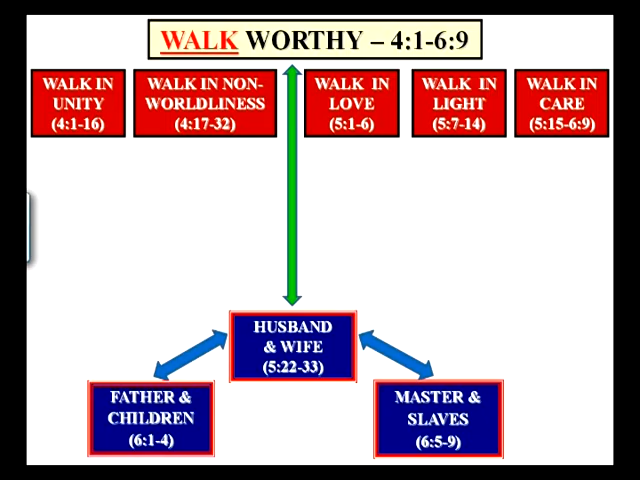 WALK WORTHY – 4:1-6:9
WALK IN
UNITY
(4:1-16)
WALK IN NON-
WORLDLINESS
(4:17-32)
WALK IN
LOVE
(5:1-6)
WALK IN
LIGHT
(5:7-14)
WALK IN
CARE
(5:15-6:9)
HUSBAND
& WIFE
(5:22-33)
FATHER &
CHILDREN
(6:1-4)
MASTER &
SLAVES
(6:5-9)